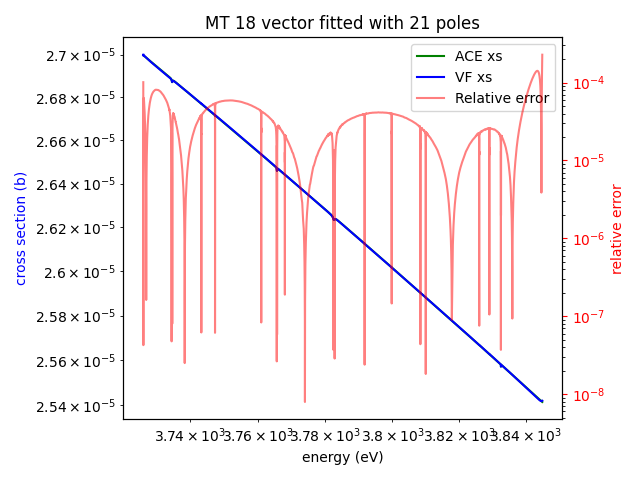 MT 18 vector fitted with 21 poles
ACE xs
VF xs
Relative error
2.7 × 10⁻⁵
2.68 × 10⁻⁵
2.66 × 10⁻⁵
2.64 × 10⁻⁵
2.62 × 10⁻⁵
2.6 × 10⁻⁵
2.58 × 10⁻⁵
2.56 × 10⁻⁵
2.54 × 10⁻⁵
cross section (b)
10⁻⁴
10⁻⁵
10⁻⁶
10⁻⁷
10⁻⁸
relative error
3.74 × 10³ 3.76 × 10³ 3.78 × 10³ 3.8 × 10³ 3.82 × 10³ 3.84 × 10³
energy (eV)